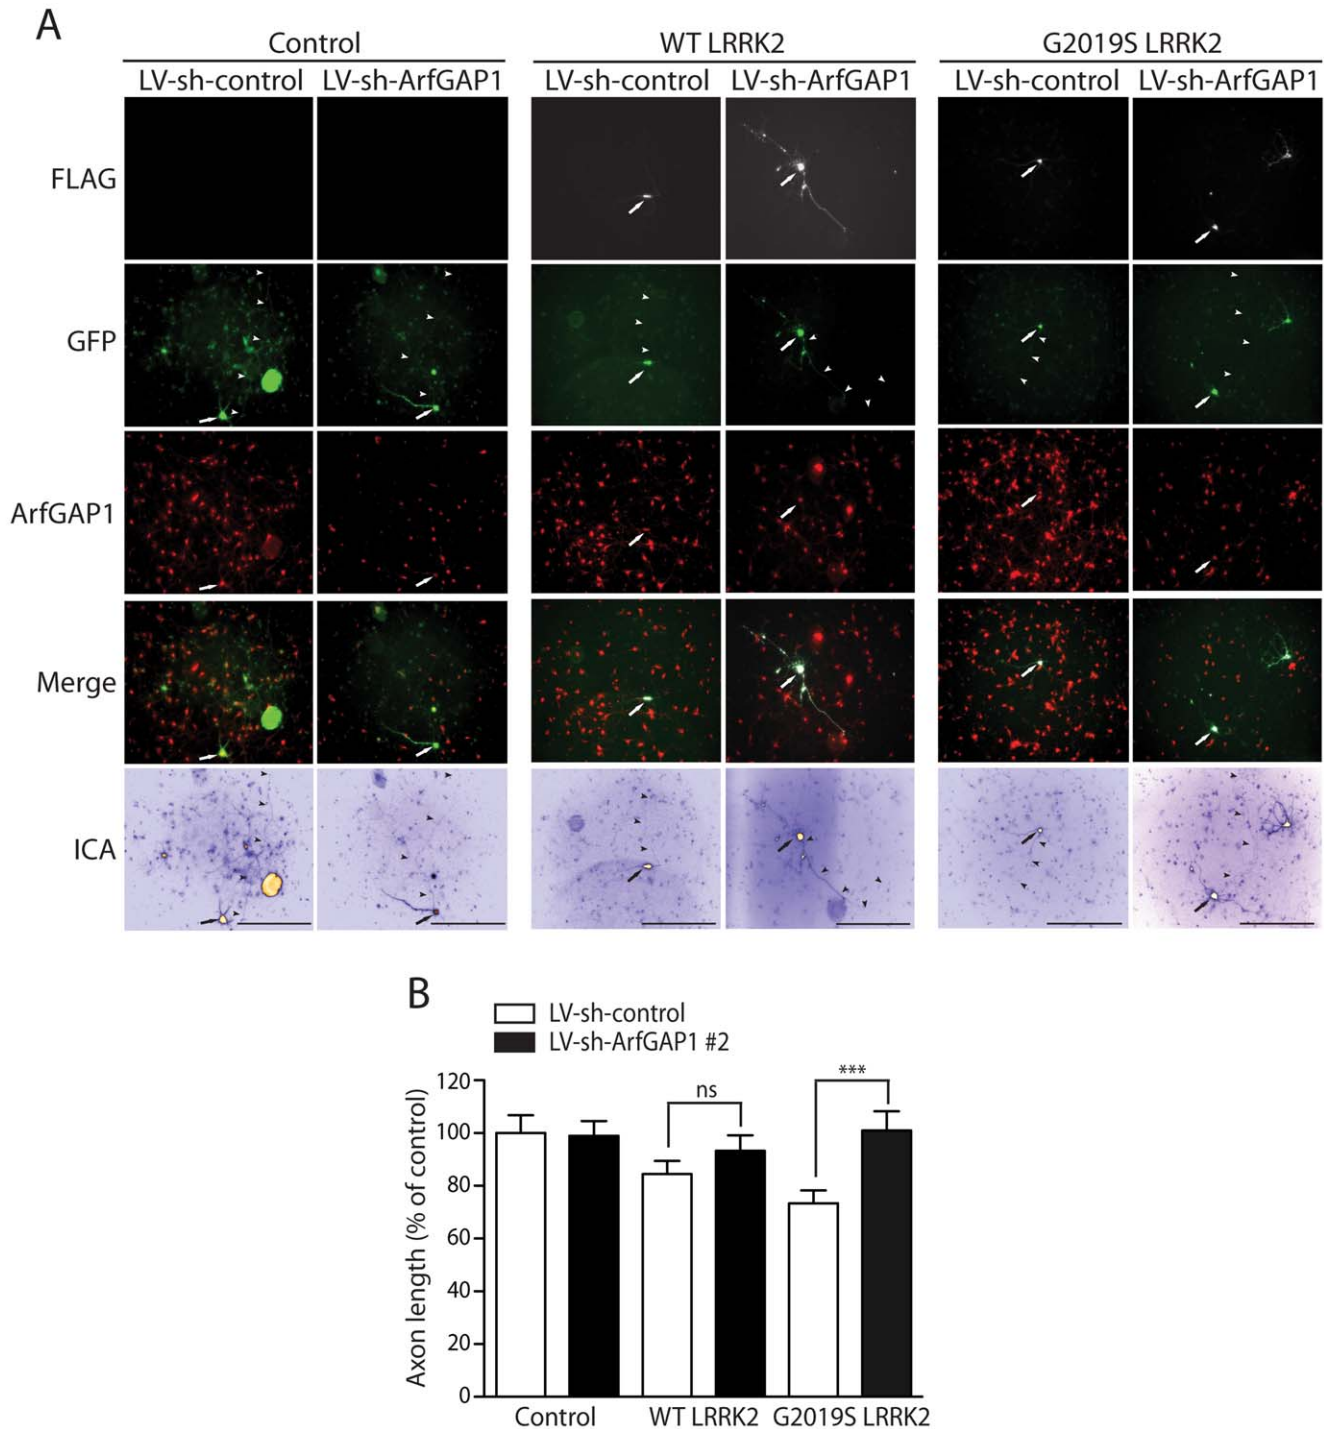 A
Control WT LRRK2 G2019S LRRK2
LV-sh-control LV-sh-ArfGAP1 LV-sh-control LV-sh-ArfGAP1 LV-sh-control LV-sh-ArfGAP1
FLAG
GFP
ArfGAP1
Merge
ICA
B
LV-sh-control
LV-sh-ArfGAP1 #2
Axon length (% of control)
120
100
80
60
40
20
0
ns
***
Control WT LRRK2 G2019S LRRK2